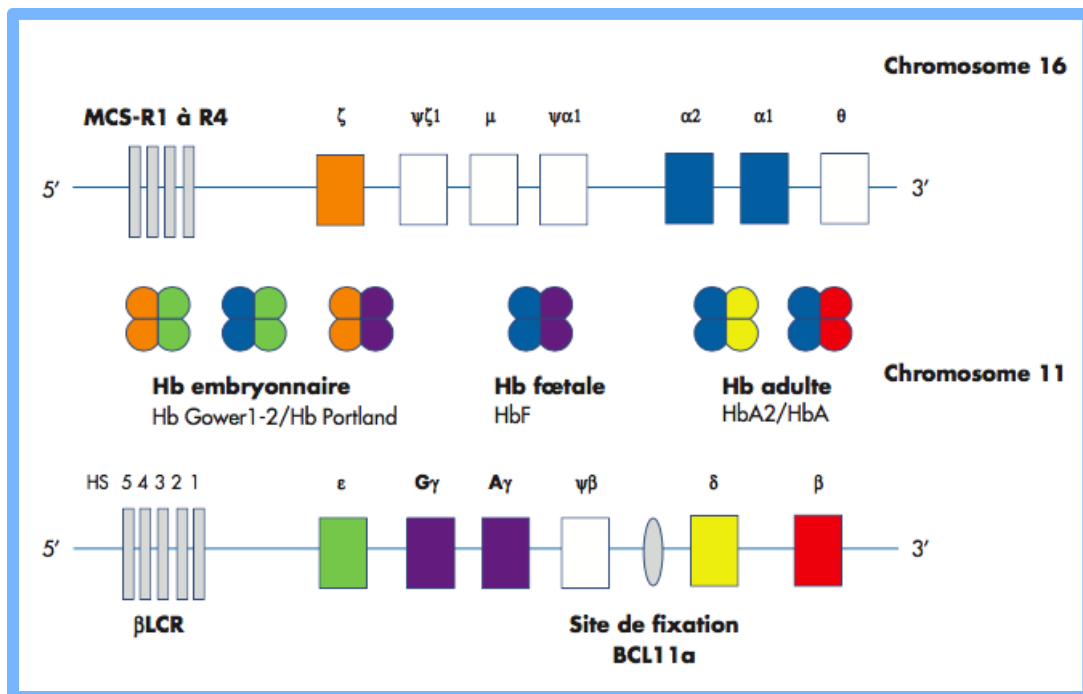 Chromosome 16
MCS-R1 à R4 ζ ψζ1 μ ψα1 α2 α1 θ
5′ 3′
Hb embryonnaire Hb fœtale Hb adulte
Hb Gower1-2/Hb Portland HbF HbA2/HbA
Chromosome 11
HS 5 4 3 2 1 ε Gγ Aγ ψβ δ β
5′ 3′
βLCR Site de fixation
BCL11a